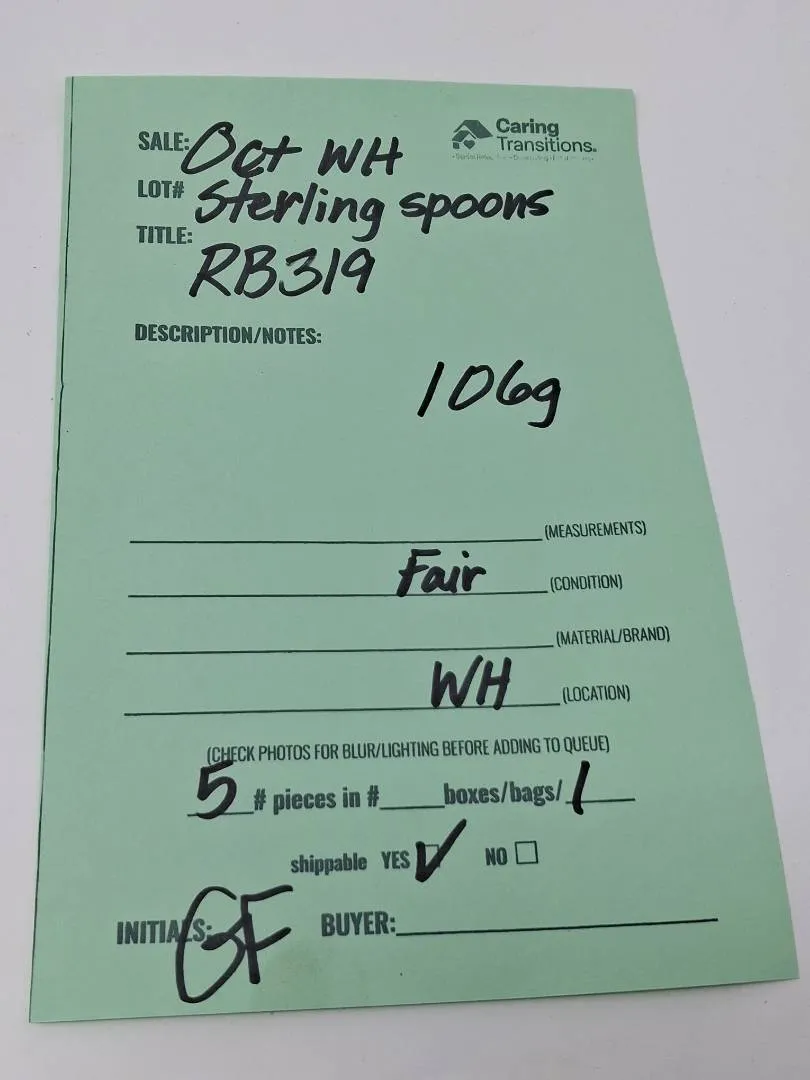 Caring
Transitions.
SALE: Oct WH
LOT# Sterling spoons
TITLE: RB319
DESCRIPTION/NOTES:
106g
(MEASUREMENTS)
Fair (CONDITION)
(MATERIAL/BRAND)
WH (LOCATION)
(CHECK PHOTOS FOR BLUR/LIGHTING BEFORE ADDING TO QUEUE)
5 # pieces in #____boxes/bags/ 1
shippable YES ✓ NO ☐
INITIALS: GF BUYER: